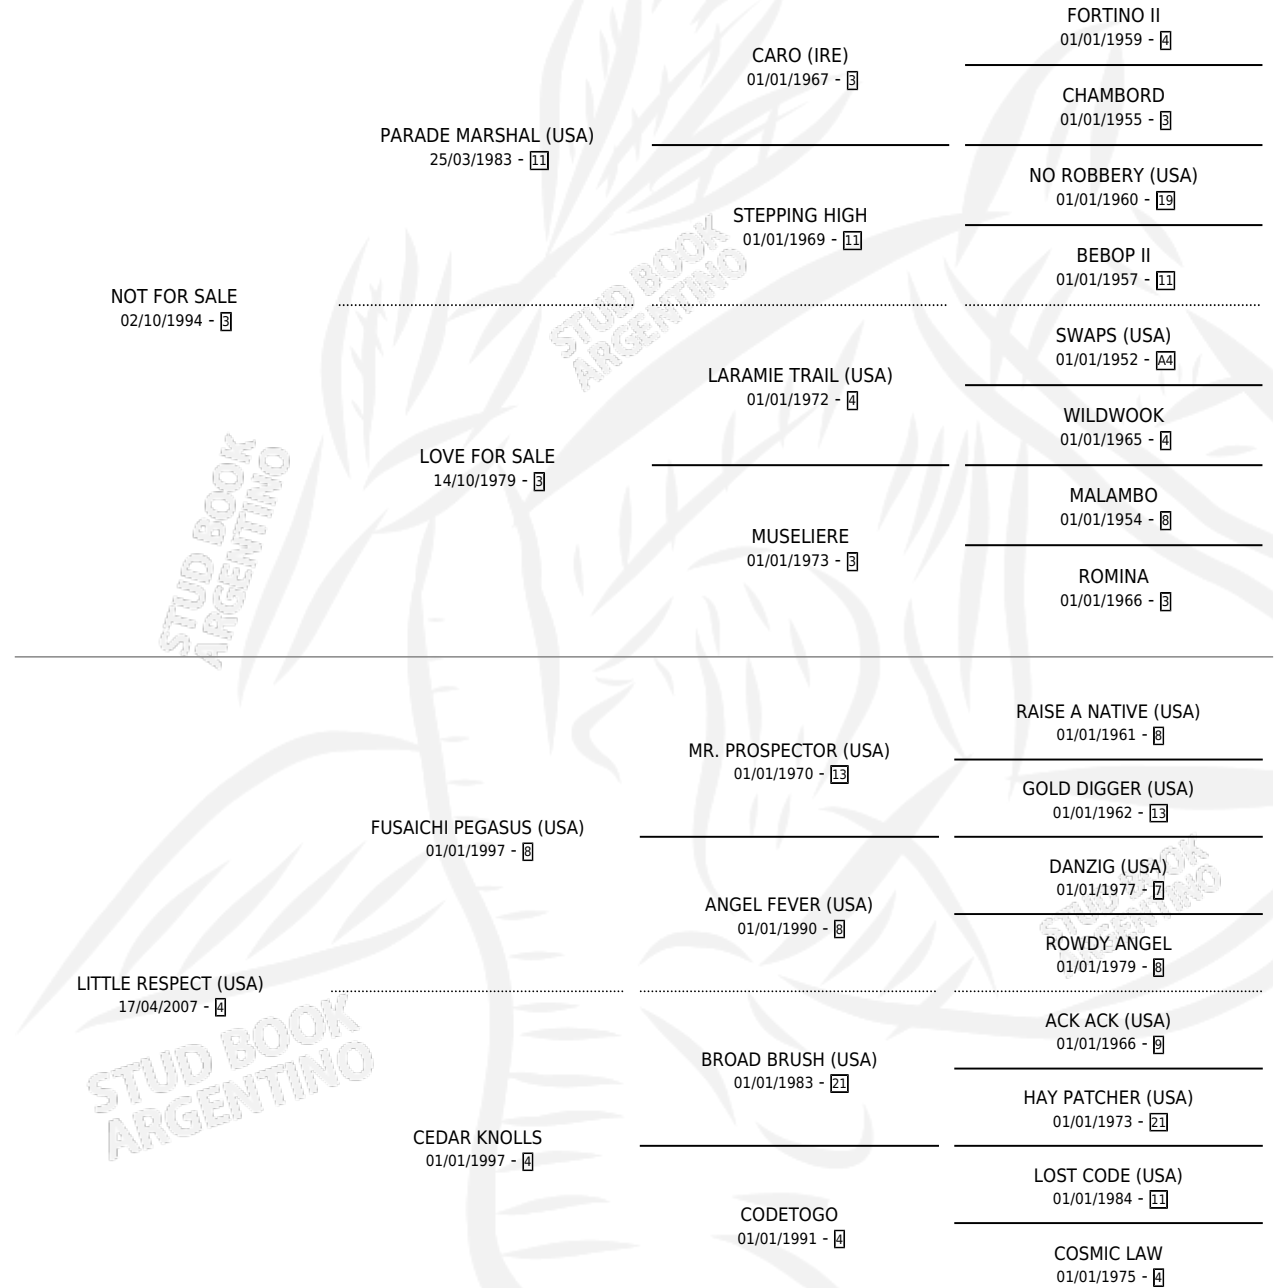 FORTINO II
01/01/1959 - 4
CARO (IRE)
01/01/1967 - 3
CHAMBORD
01/01/1955 - 3
PARADE MARSHAL (USA)
25/03/1983 - 11
NO ROBBERY (USA)
01/01/1960 - 19
STEPPING HIGH
01/01/1969 - 11
BEBOP II
01/01/1957 - 11
NOT FOR SALE
02/10/1994 - 3
SWAPS (USA)
01/01/1952 - A4
LARAMIE TRAIL (USA)
01/01/1972 - 4
WILDWOOK
01/01/1965 - 4
LOVE FOR SALE
14/10/1979 - 3
MALAMBO
01/01/1954 - 8
MUSELIERE
01/01/1973 - 3
ROMINA
01/01/1966 - 3
STUD BOOK
ARGENTINO
STUD BOOK
ARGENTINO
RAISE A NATIVE (USA)
01/01/1961 - 8
MR. PROSPECTOR (USA)
01/01/1970 - 13
GOLD DIGGER (USA)
01/01/1962 - 13
FUSAICHI PEGASUS (USA)
01/01/1997 - 8
DANZIG (USA)
01/01/1977 - 7
ANGEL FEVER (USA)
01/01/1990 - 8
ROWDY ANGEL
01/01/1979 - 8
LITTLE RESPECT (USA)
17/04/2007 - 4
ACK ACK (USA)
01/01/1966 - 9
BROAD BRUSH (USA)
01/01/1983 - 21
HAY PATCHER (USA)
01/01/1973 - 21
CEDAR KNOLLS
01/01/1997 - 4
LOST CODE (USA)
01/01/1984 - 11
CODETOGO
01/01/1991 - 4
COSMIC LAW
01/01/1975 - 4
STUD BOOK
ARGENTINO
STUD BOOK
ARGENTINO